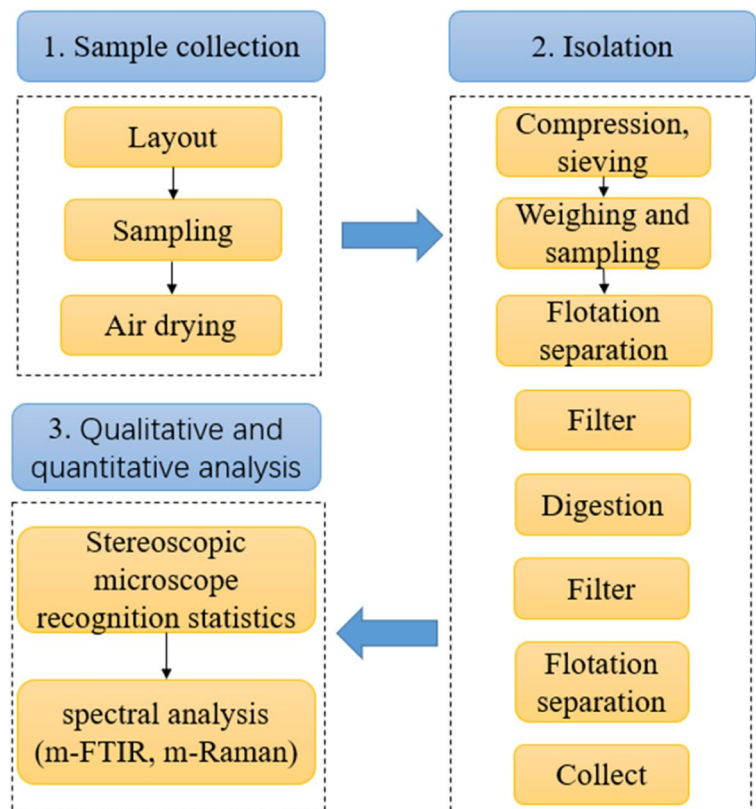 1. Sample collection
Layout
Sampling
Air drying
2. Isolation
Compression,
sieving
Weighing and
sampling
Flotation
separation
Filter
Digestion
Filter
Flotation
separation
Collect
3. Qualitative and
quantitative analysis
Stereoscopic
microscope
recognition statistics
spectral analysis
(m-FTIR, m-Raman)